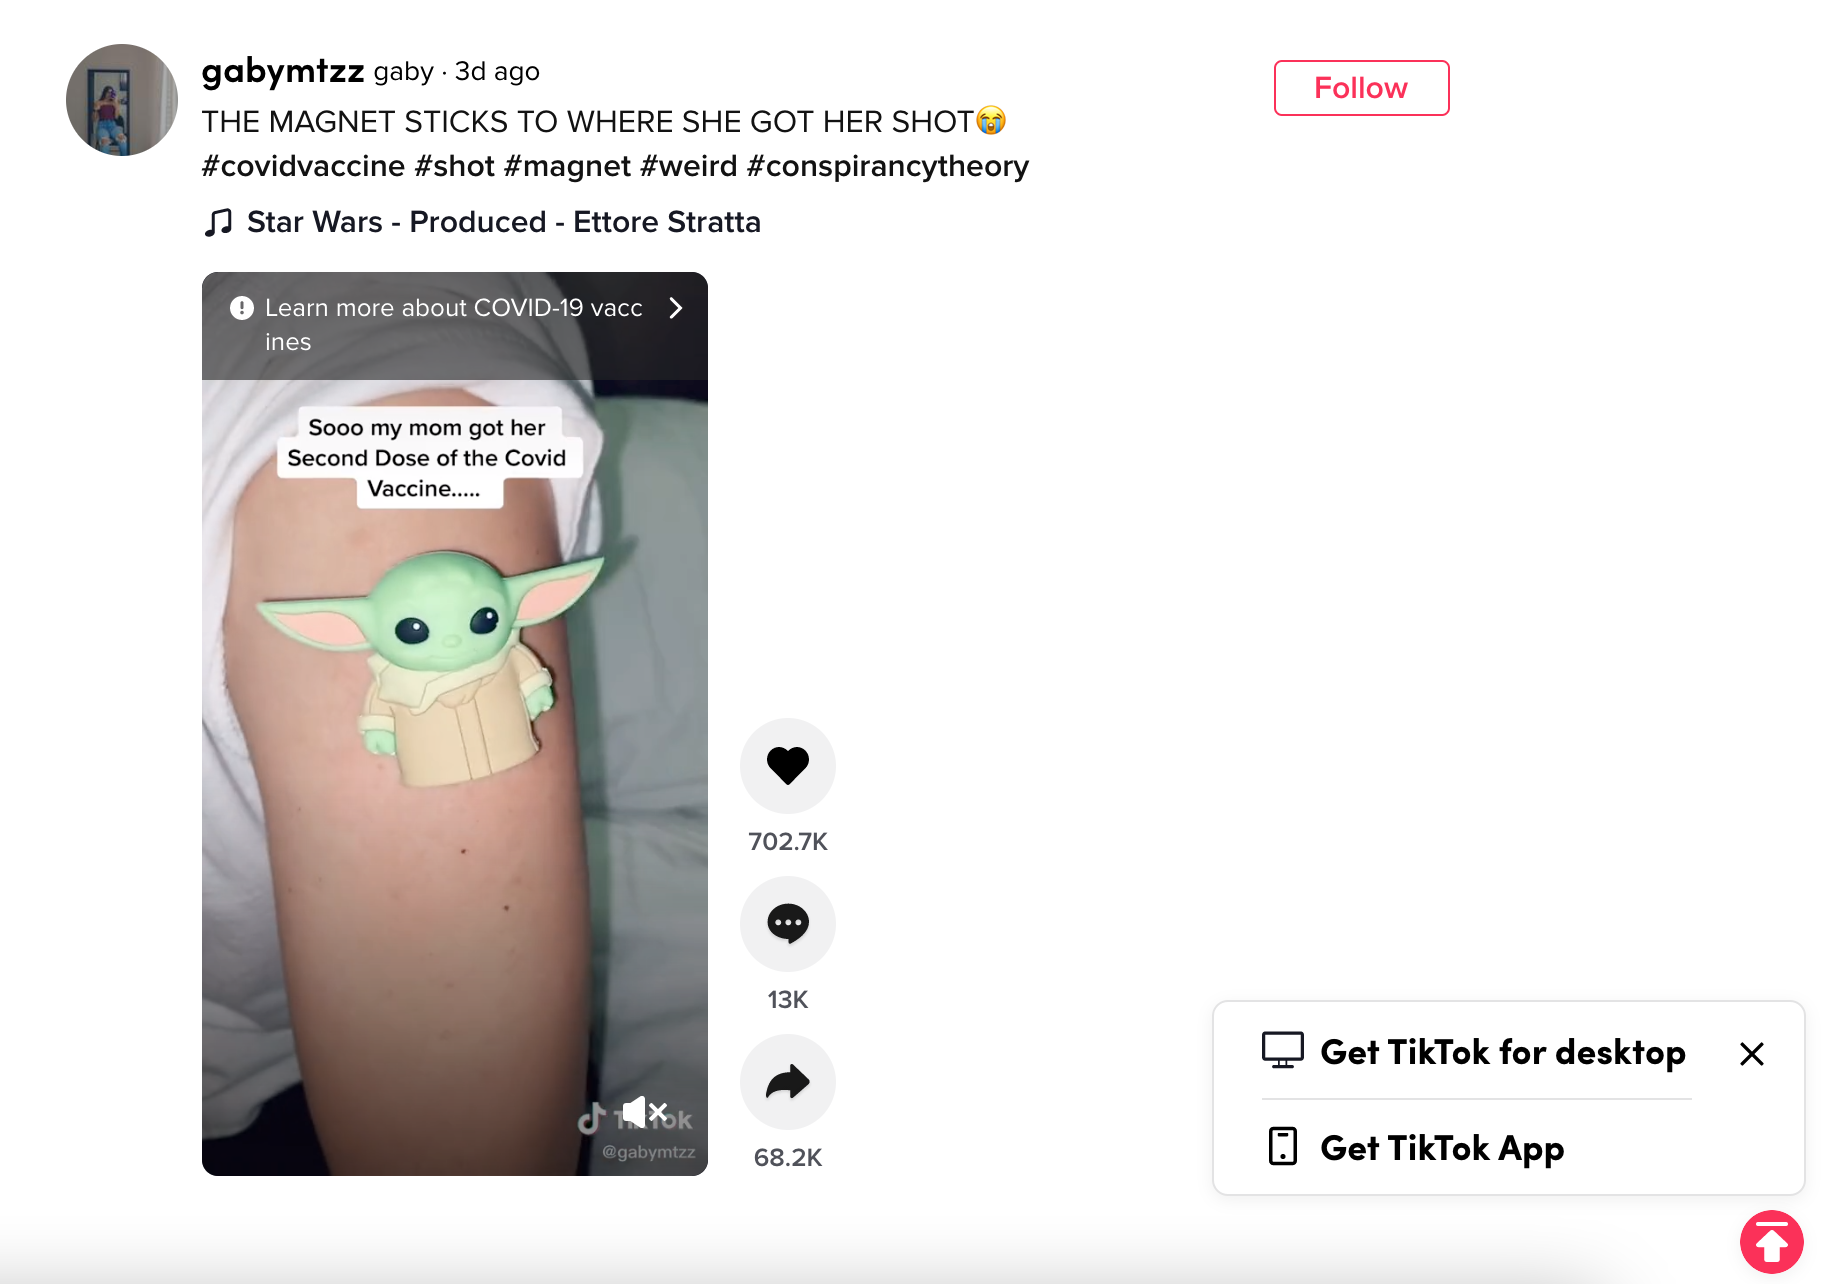 gabymtzz gaby · 3d ago
Follow
THE MAGNET STICKS TO WHERE SHE GOT HER SHOT😭
#covidvaccine #shot #magnet #weird #conspirancytheory
Star Wars - Produced - Ettore Stratta
Learn more about COVID-19 vacc
ines
Sooo my mom got her
Second Dose of the Covid
Vaccine.....
702.7K
13K
68.2K
TikTok
@gabymtzz
Get TikTok for desktop
Get TikTok App